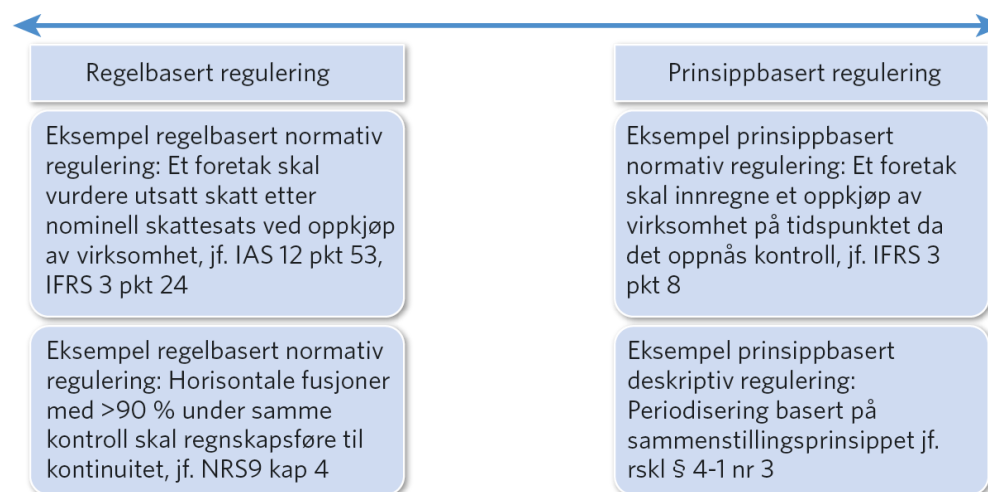 Regelbasert regulering
Prinsippbasert regulering
Eksempel regelbasert normativ
regulering: Et foretak skal
vurdere utsatt skatt etter
nominell skattesats ved oppkjøp
av virksomhet, jf. IAS 12 pkt 53,
IFRS 3 pkt 24
Eksempel prinsippbasert
normativ regulering: Et foretak
skal innregne et oppkjøp av
virksomhet på tidspunktet da
det oppnås kontroll, jf. IFRS 3
pkt 8
Eksempel regelbasert normativ
regulering: Horisontale fusjoner
med >90 % under samme
kontroll skal regnskapsføre til
kontinuitet, jf. NRS9 kap 4
Eksempel prinsippbasert
deskriptiv regulering:
Periodisering basert på
sammenstillingsprinsippet jf.
rskl § 4-1 nr 3